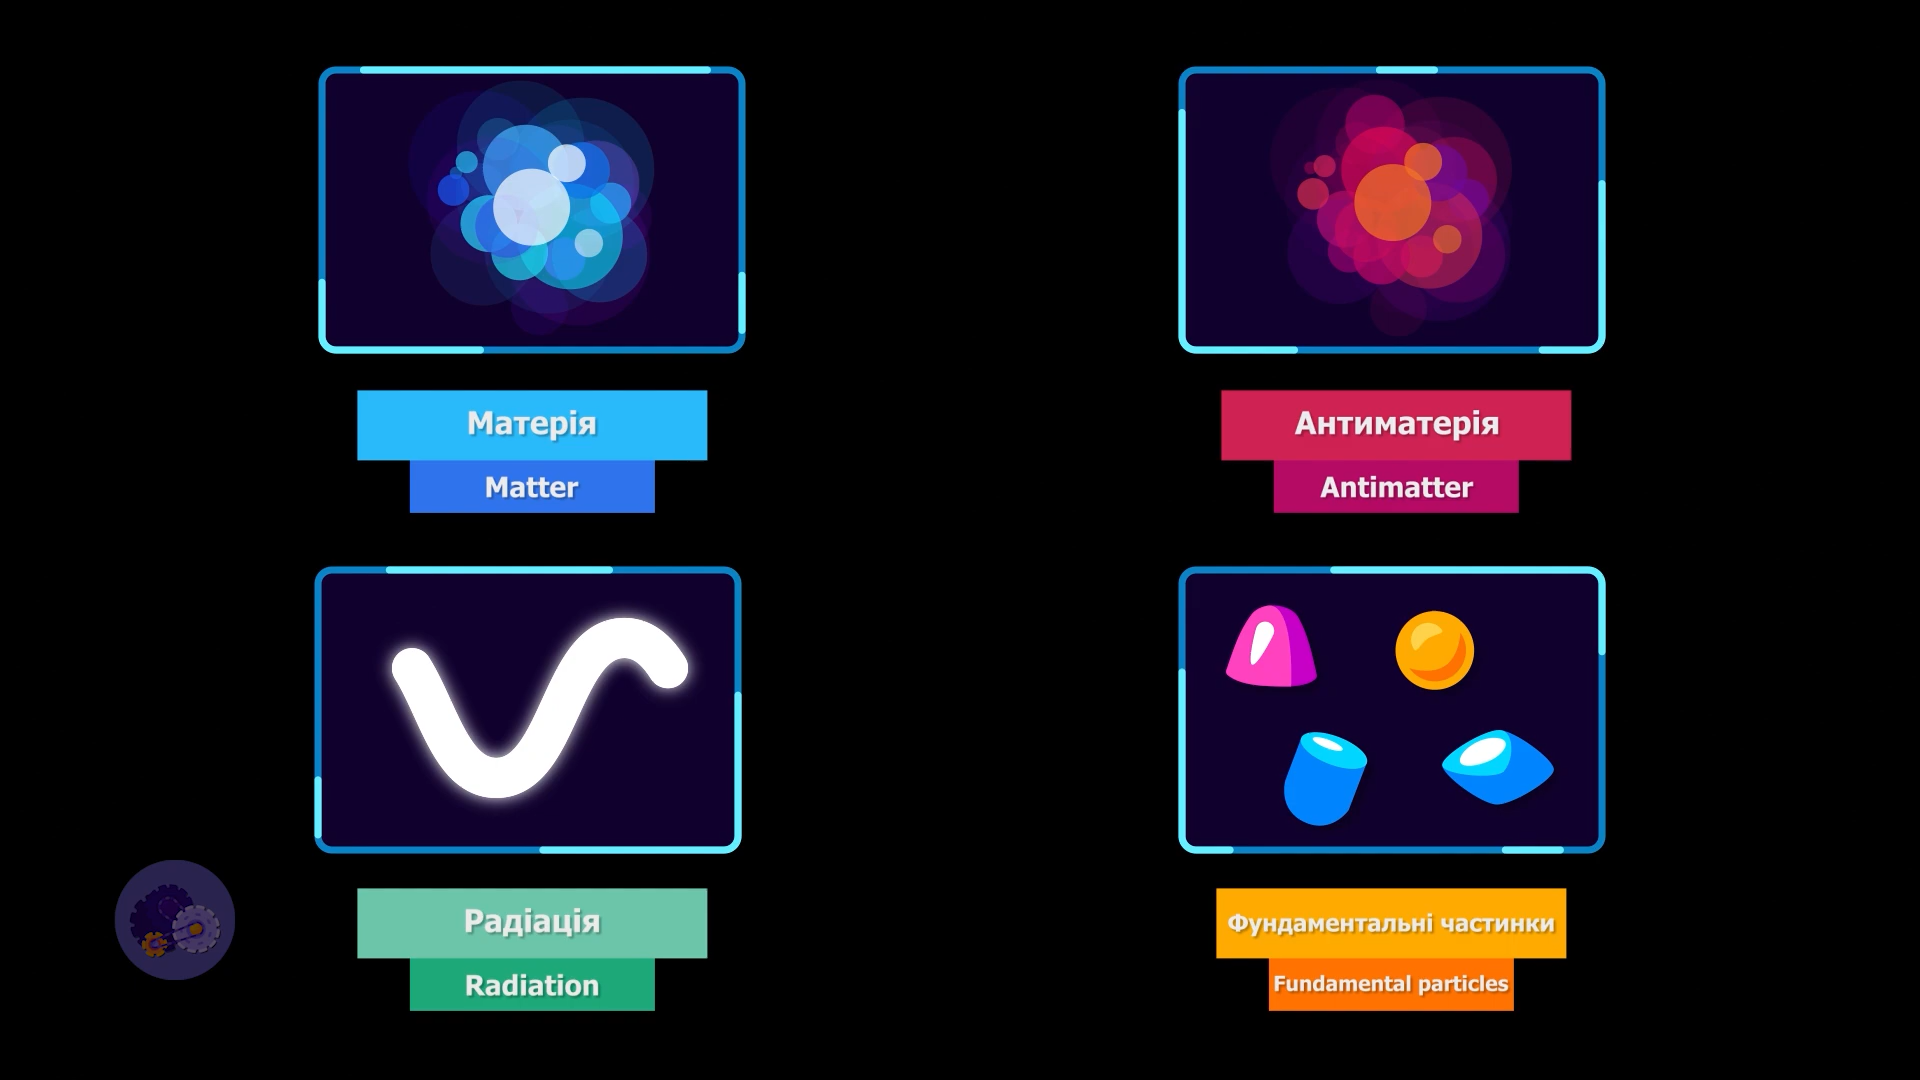 Матерія
Matter
Антиматерія
Antimatter
Радіація
Radiation
Фундаментальні частинки
Fundamental particles